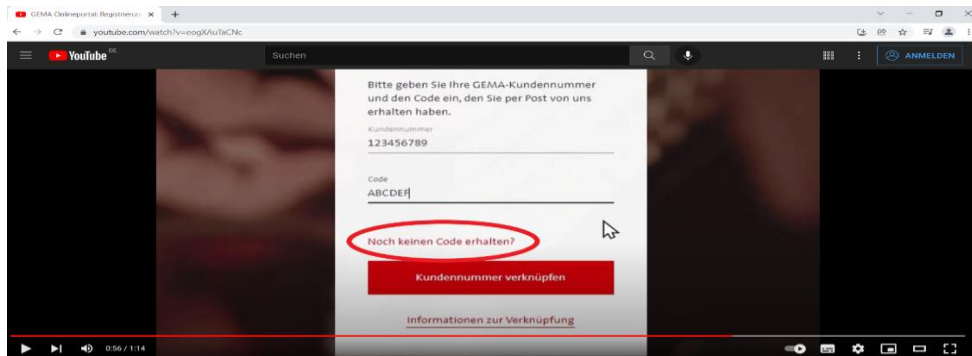 GEMA Onlineportal: Registrierun
youtube.com/watch?v=eogXAuTaCNc
YouTube DE
Suchen
ANMELDEN
Bitte geben Sie Ihre GEMA-Kundennummer
und den Code ein, den Sie per Post von uns
erhalten haben.
Kundennummer
123456789
Code
ABCDEF
Noch keinen Code erhalten?
Kundennummer verknüpfen
Informationen zur Verknüpfung
0:56 / 1:14